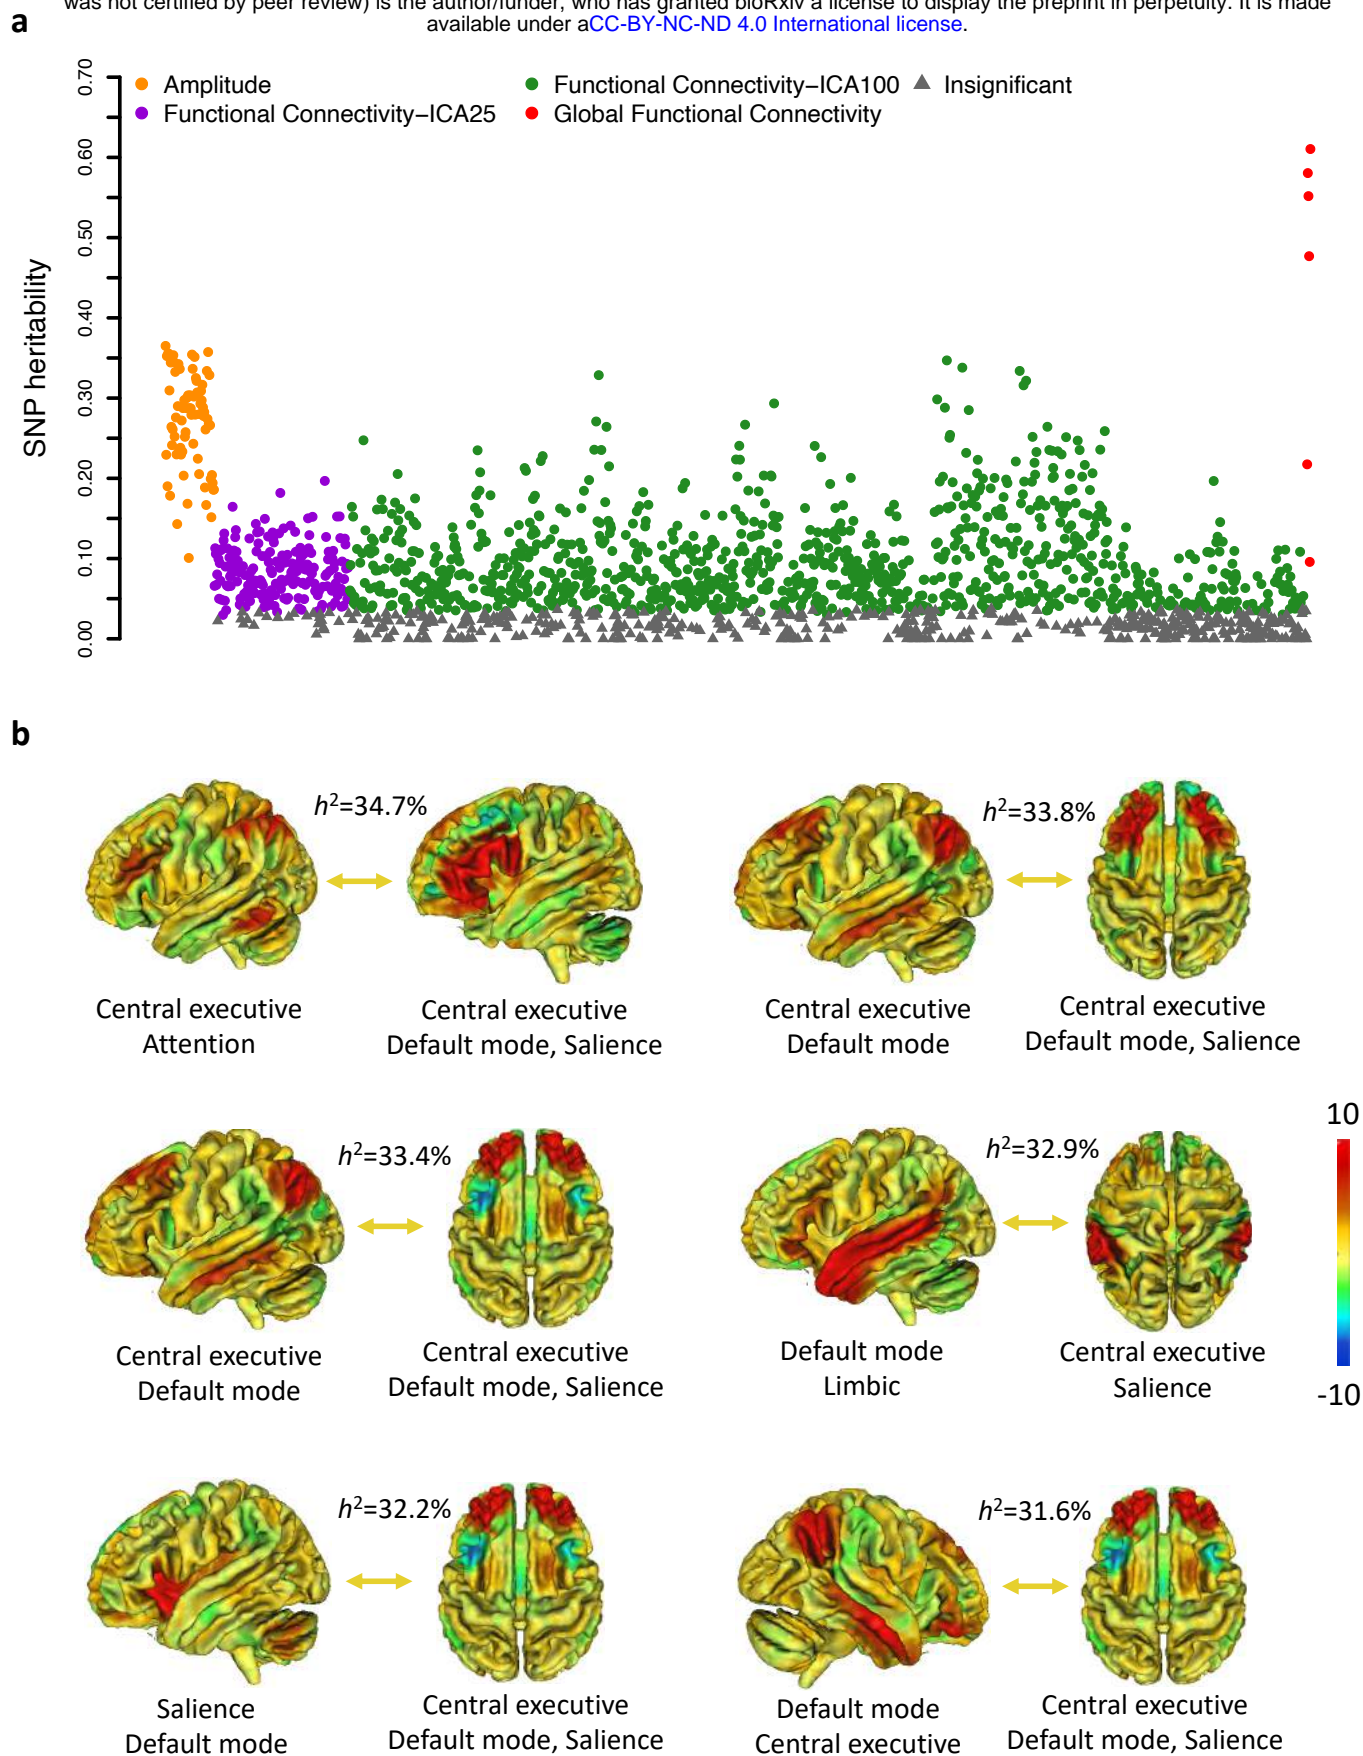 was not certified by peer review) is the author/funder, who has granted bioRxiv a license to display the preprint in perpetuity. It is made
available under aCC-BY-NC-ND 4.0 International license.
a
Amplitude
Functional Connectivity−ICA25
Functional Connectivity−ICA100
Global Functional Connectivity
Insignificant
SNP heritability
0.70
0.60
0.50
0.40
0.30
0.20
0.10
0.00
b
h²=34.7%
Central executive
Attention
Central executive
Default mode, Salience
h²=33.8%
Central executive
Default mode
Central executive
Default mode, Salience
h²=33.4%
Central executive
Default mode
Central executive
Default mode, Salience
h²=32.9%
Default mode
Limbic
Central executive
Salience
10
-10
h²=32.2%
Salience
Default mode
Central executive
Default mode, Salience
h²=31.6%
Default mode
Central executive
Central executive
Default mode, Salience